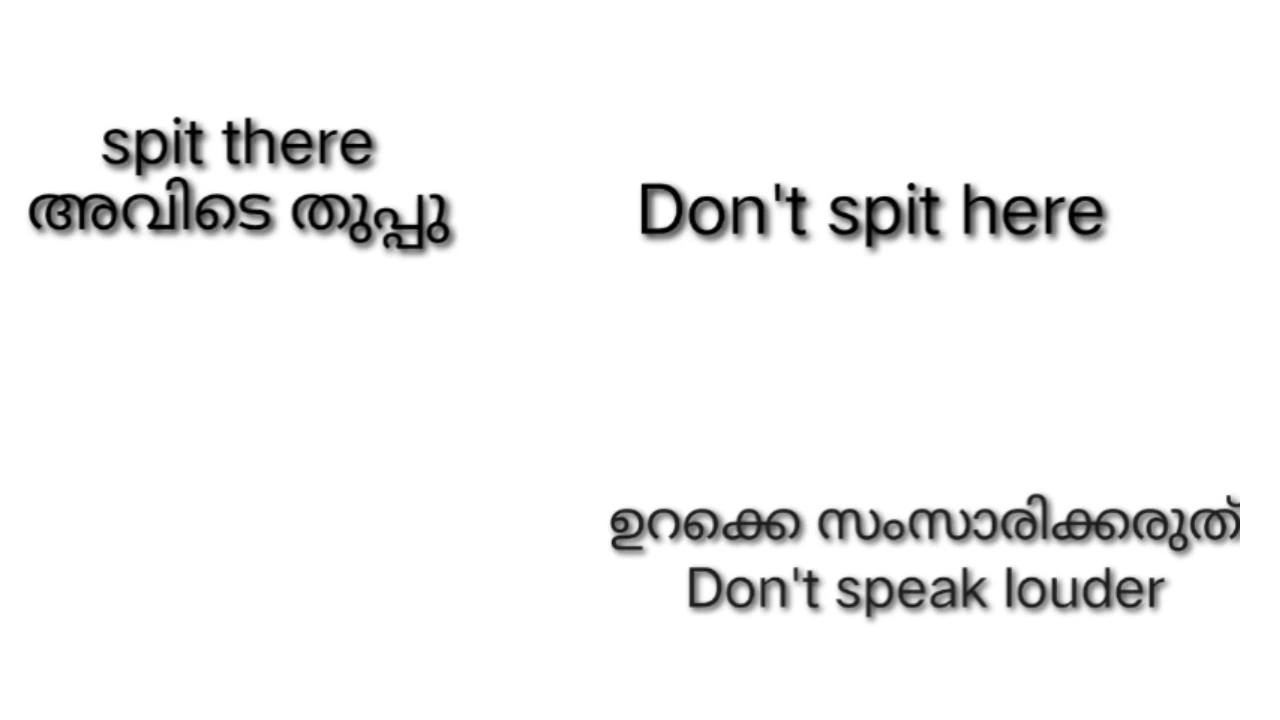 spit there
അവിടെ തുപ്പു
Don't spit here
ഉറക്കെ സംസാരിക്കരുത്
Don't speak louder